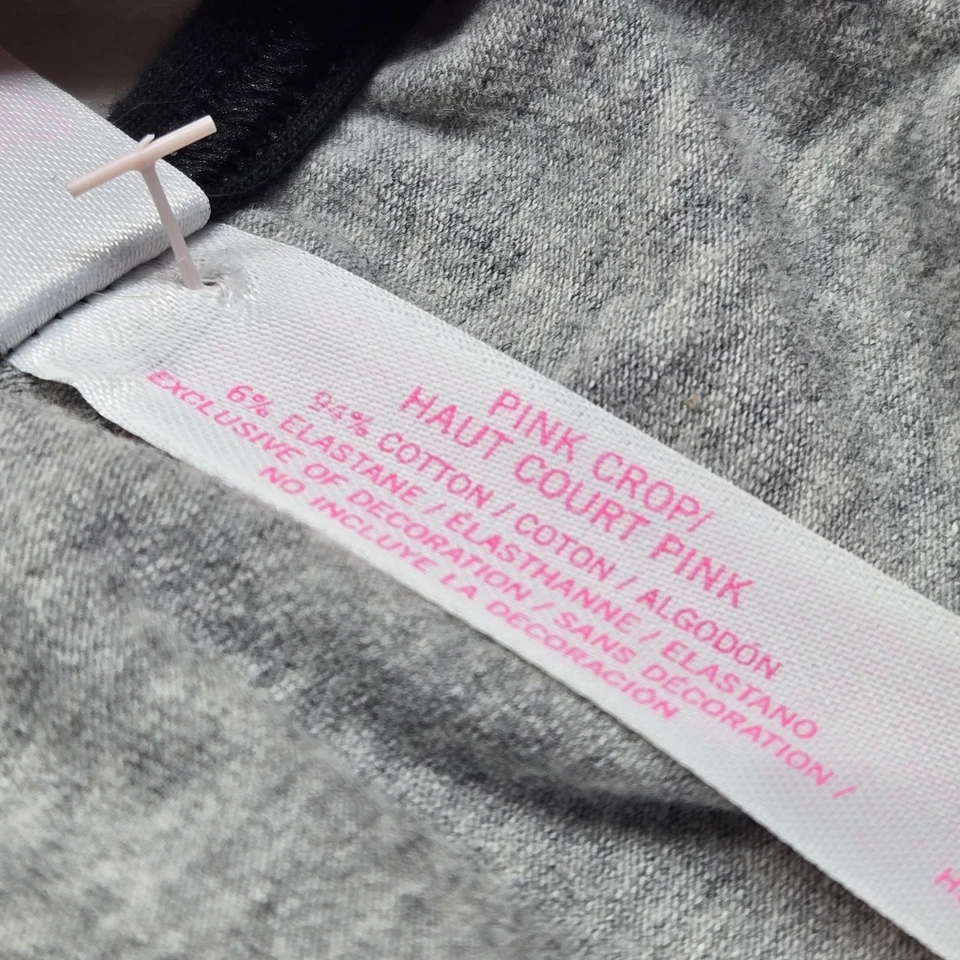 PINK CROP/
HAUT COURT PINK
94% COTTON / COTON / ALGODÓN
6% ELASTANE / ÉLASTHANNE / ELASTANO
EXCLUSIVE OF DECORATION / SANS DÉCORATION /
NO INCLUYE LA DECORACIÓN